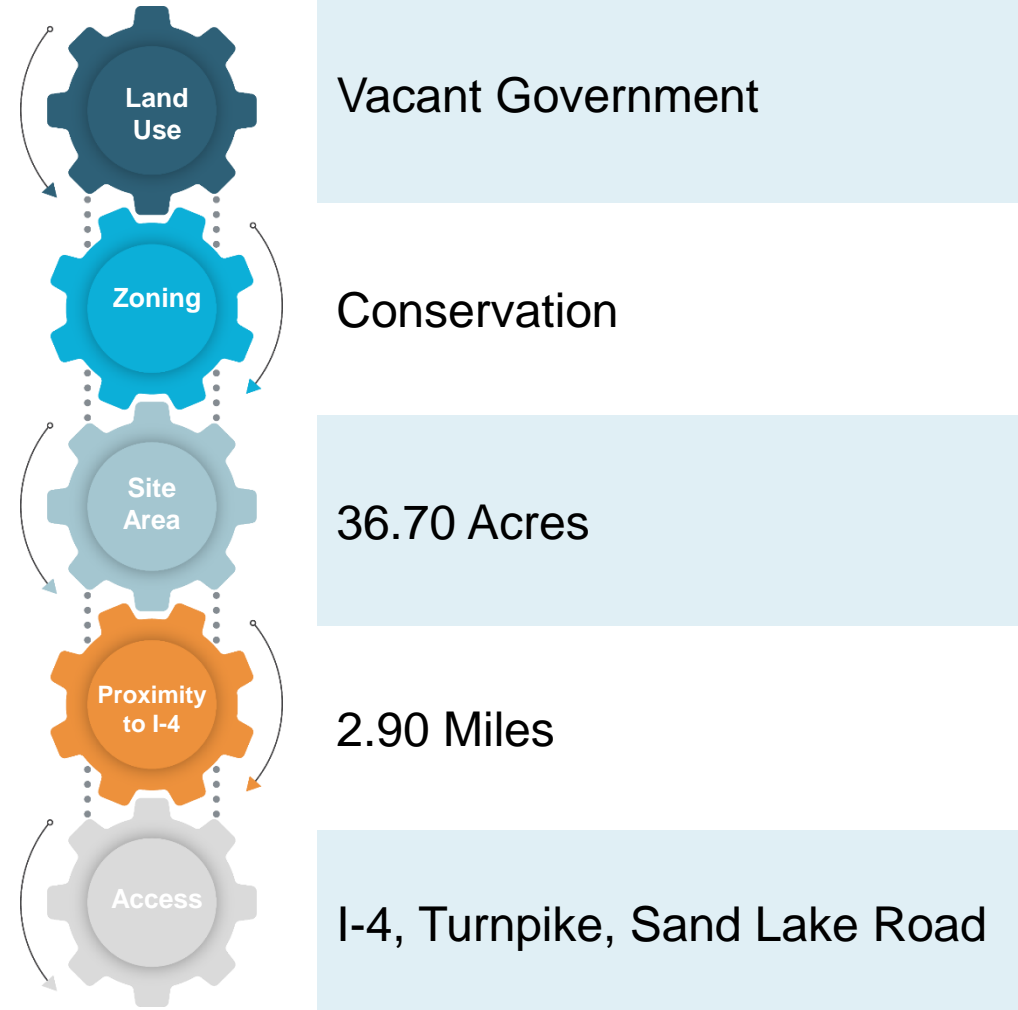 Land
Use
Vacant Government
Zoning
Conservation
Site
Area
36.70 Acres
Proximity
to I-4
2.90 Miles
Access
I-4, Turnpike, Sand Lake Road